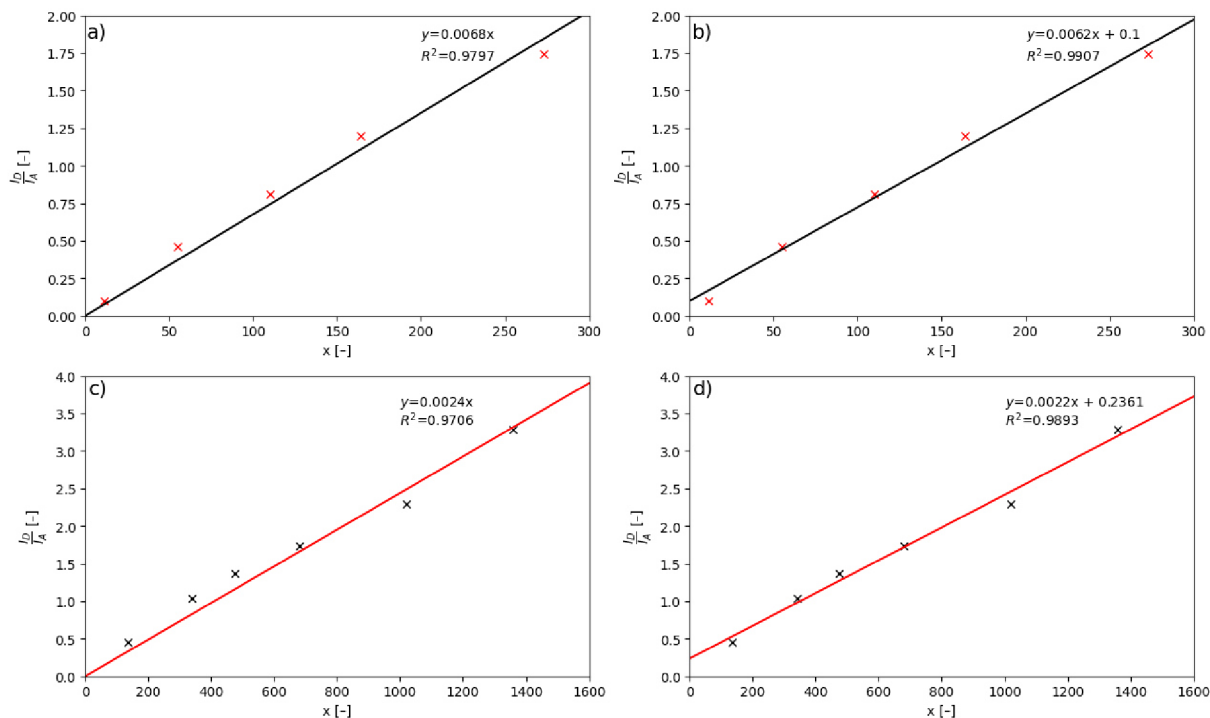 a)
y=0.0068x
R²=0.9797
2.00
1.75
1.50
1.25
1.00
0.75
0.50
0.25
0.00
I_D/I_A [–]
0 50 100 150 200 250 300
x [–]
b)
y=0.0062x + 0.1
R²=0.9907
2.00
1.75
1.50
1.25
1.00
0.75
0.50
0.25
0.00
I_D/I_A [–]
0 50 100 150 200 250 300
x [–]
c)
y=0.0024x
R²=0.9706
4.0
3.5
3.0
2.5
2.0
1.5
1.0
0.5
0.0
I_D/I_A [–]
0 200 400 600 800 1000 1200 1400 1600
x [–]
d)
y=0.0022x + 0.2361
R²=0.9893
4.0
3.5
3.0
2.5
2.0
1.5
1.0
0.5
0.0
I_D/I_A [–]
0 200 400 600 800 1000 1200 1400 1600
x [–]